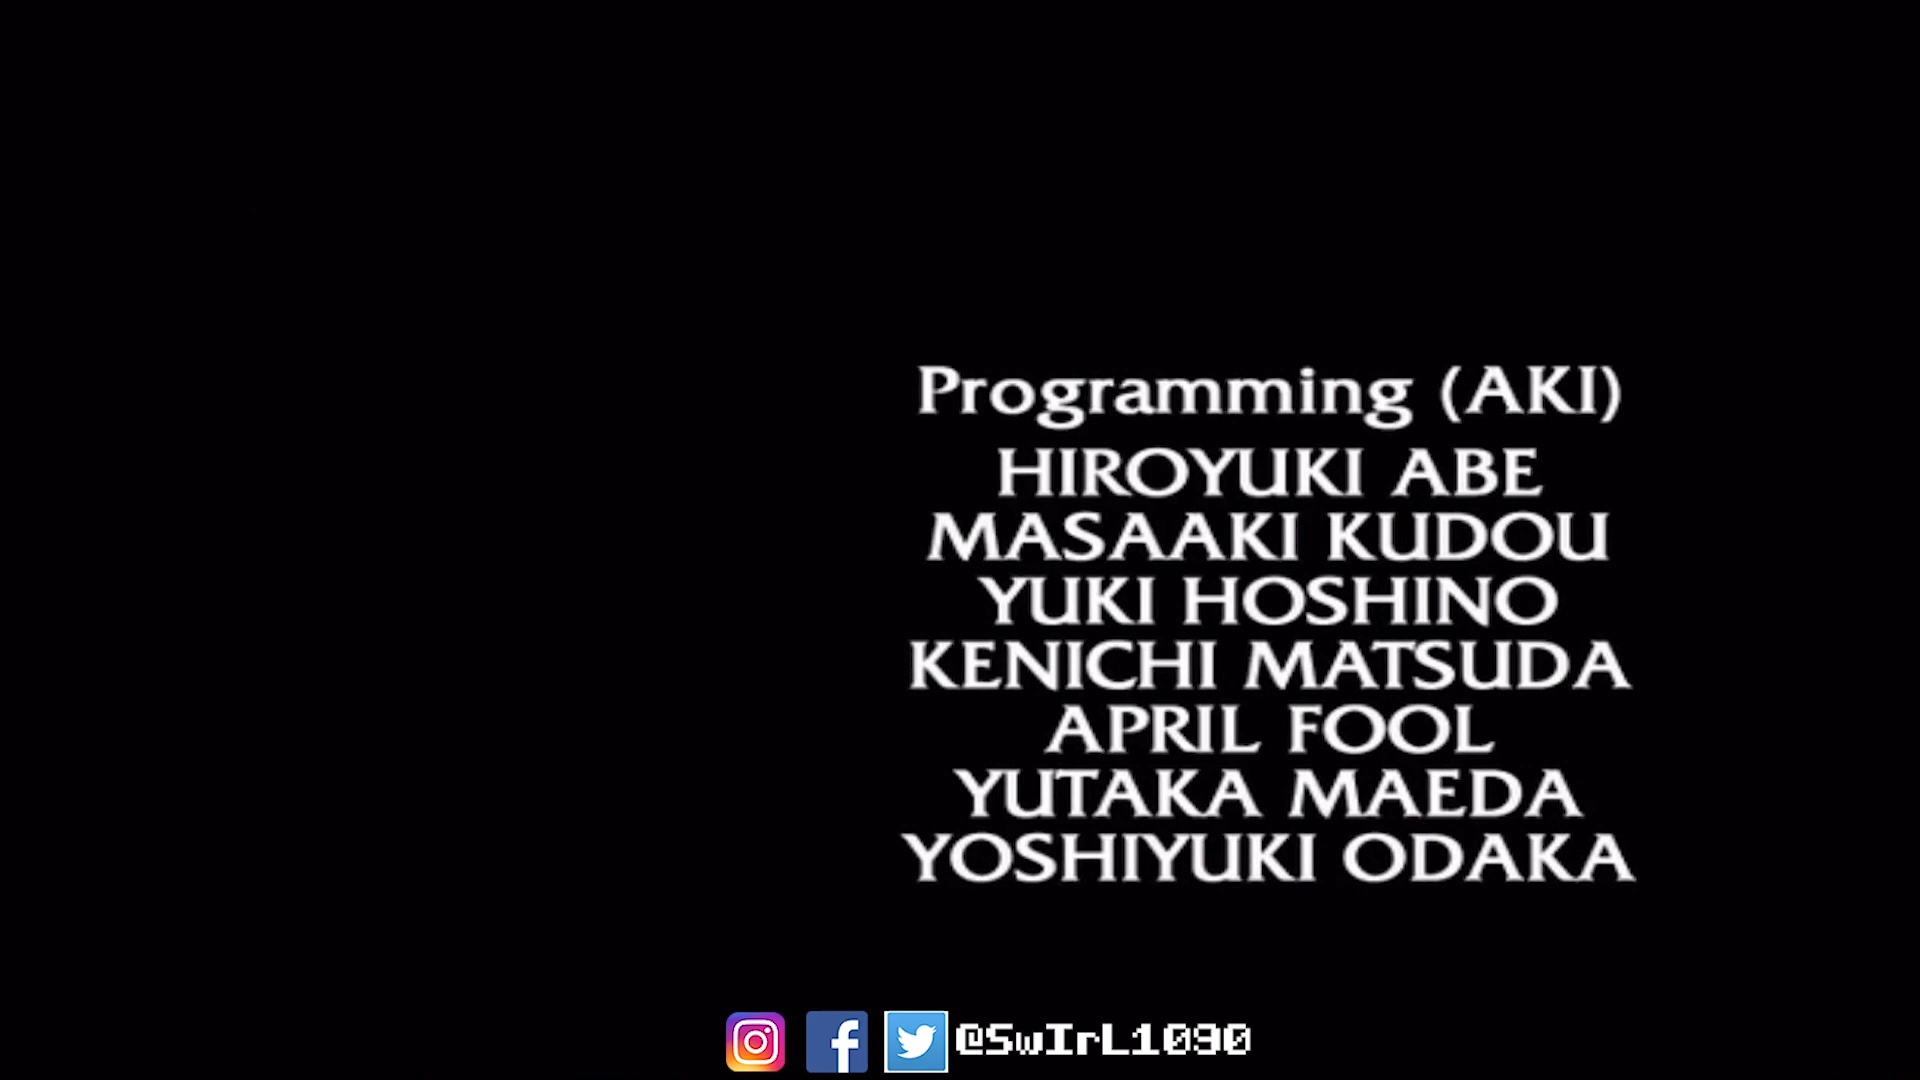 Programming (AKI)
HIROYUKI ABE
MASAAKI KUDOU
YUKI HOSHINO
KENICHI MATSUDA
APRIL FOOL
YUTAKA MAEDA
YOSHIYUKI ODAKA
@SwIrL1090